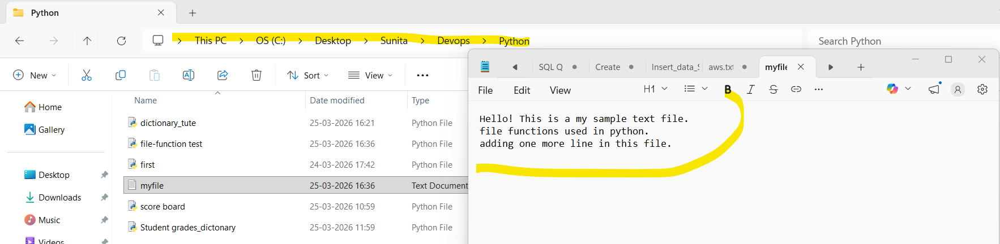 Python
This PC > OS (C:) > Desktop > Sunita > Devops > Python
Search Python
New
Sort
View
Name Date modified Type
dictionary_tute 25-03-2026 16:21 Python File
file-function test 25-03-2026 16:36 Python File
first 24-03-2026 17:42 Python File
myfile 25-03-2026 16:36 Text Document
score board 25-03-2026 10:59 Python File
Student grades_dictonary 25-03-2026 11:59 Python File
Home
Gallery
Desktop
Downloads
Music
Videos
SQL Q
Create
Insert_data_S
aws.txt
myfile
File Edit View
H1
B I S
Hello! This is a my sample text file.
file functions used in python.
adding one more line in this file.